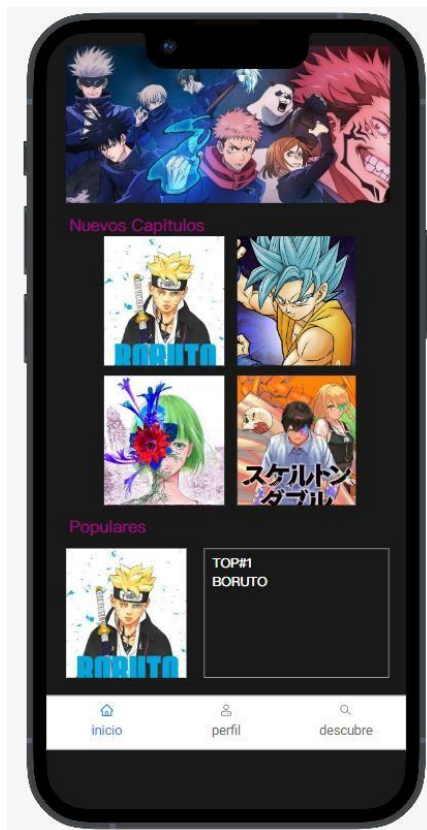 Nuevos Capitulos
BORUTO
スケルトン
ダブル
Populares
BORUTO
TOP#1
BORUTO
inicio
perfil
descubre